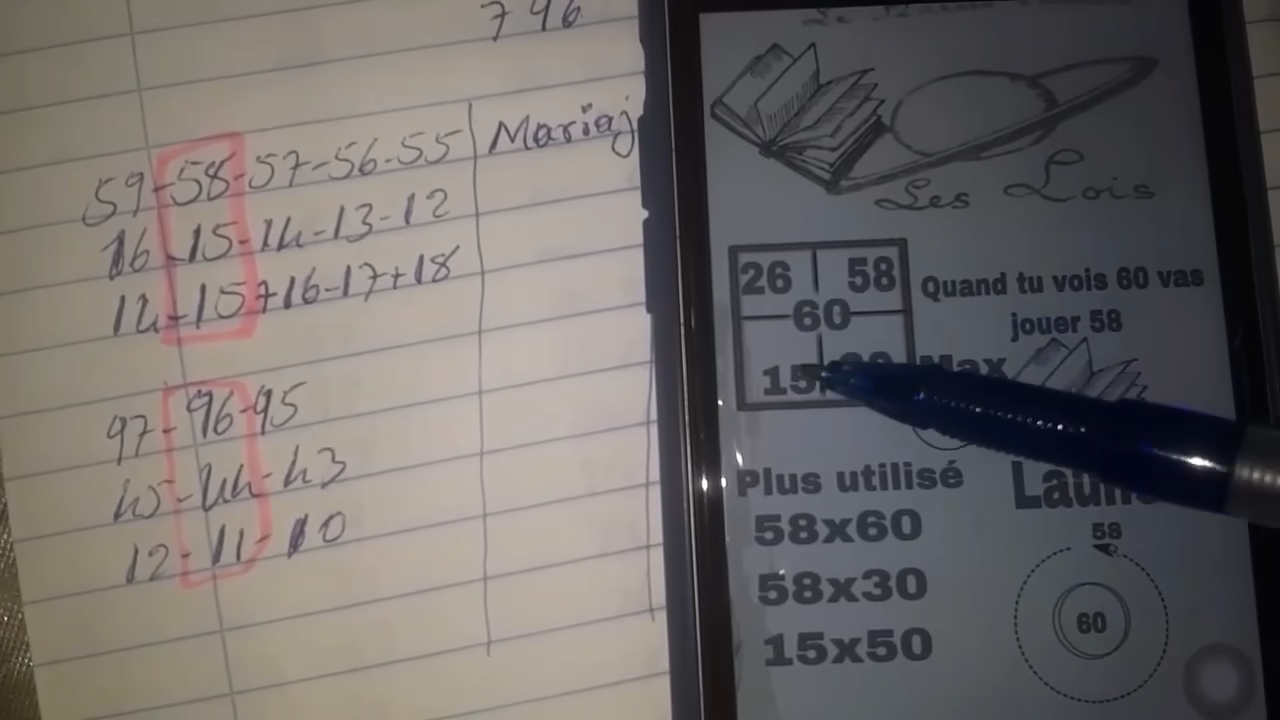 796
59-58-57-56-55
Mariaj
16-15-14-13-12
14-15+16-17+18
97-96-95
45-44-43
12-11-10
Les Lois
26 58
60
15
Quand tu vois 60 vas
jouer 58
Max
Plus utilisé
58x60
58x30
15x50
58
60